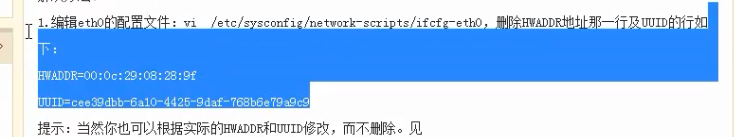 1.编辑eth0的配置文件：vi /etc/sysconfig/network-scripts/ifcfg-eth0，删除HWADDR地址那一行及UUID的行如
下：
HWADDR=00:0c:29:08:28:9f
UUID=cee39dbb-6a10-4425-9daf-768b6e79a9c9
提示：当然你也可以根据实际的HWADDR和UUID修改，而不删除。见